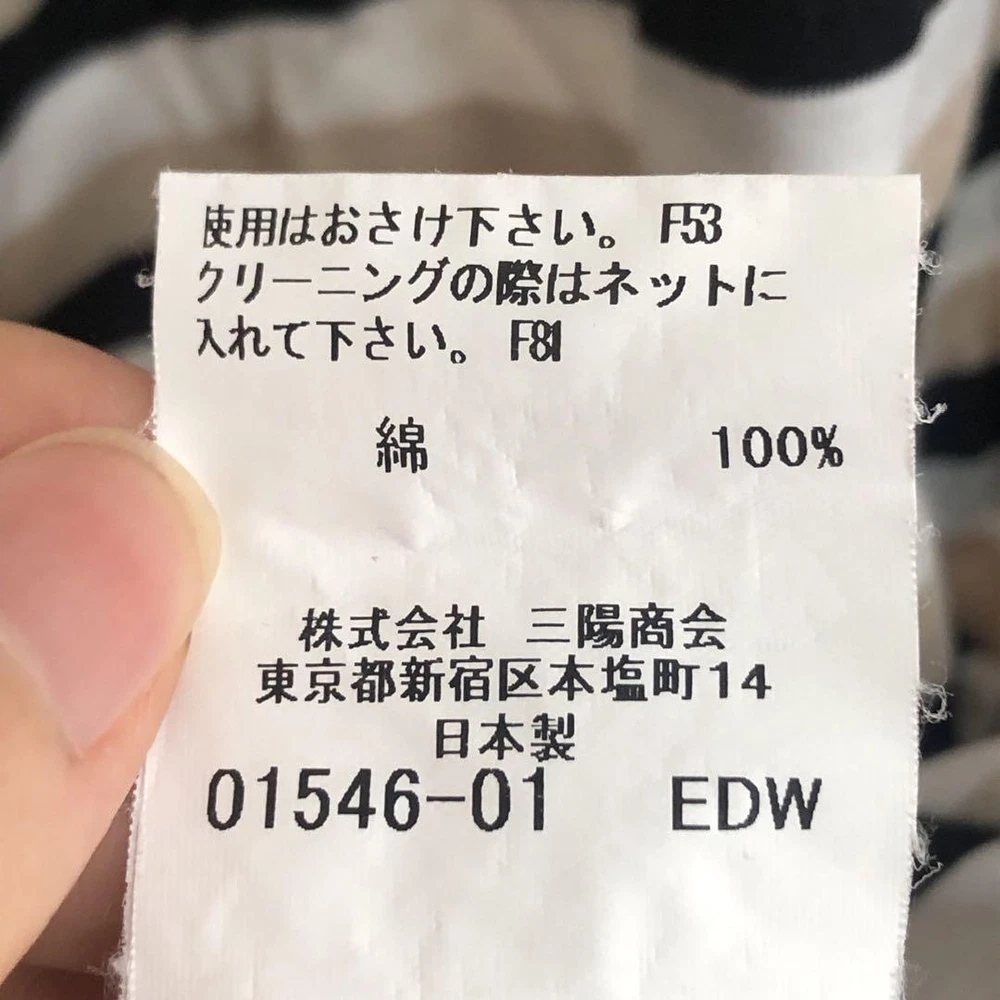 使用はおさけ下さい。 F53
クリーニングの際はネットに
入れて下さい。 F81
綿 100%
株式会社 三陽商会
東京都新宿区本塩町14
日本製
01546-01 EDW